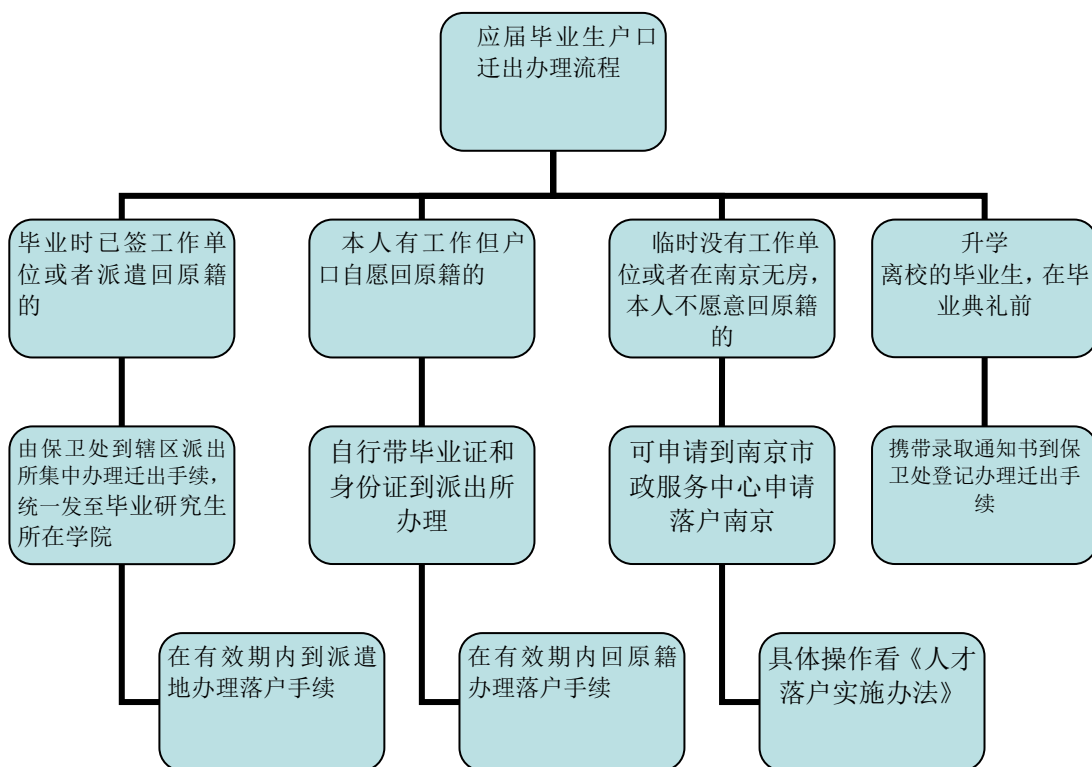 应届毕业生户口
迁出办理流程
毕业时已签工作单
位或者派遣回原籍
的
本人有工作但户
口自愿回原籍的
临时没有工作单
位或者在南京无房，
本人不愿意回原籍
的
升学
离校的毕业生，在毕
业典礼前
由保卫处到辖区派出
所集中办理迁出手续，
统一发至毕业研究生
所在学院
自行带毕业证和
身份证到派出所
办理
可申请到南京市
政服务中心申请
落户南京
携带录取通知书到保
卫处登记办理迁出手
续
在有效期内到派遣
地办理落户手续
在有效期内回原籍
办理落户手续
具体操作看《人才
落户实施办法》